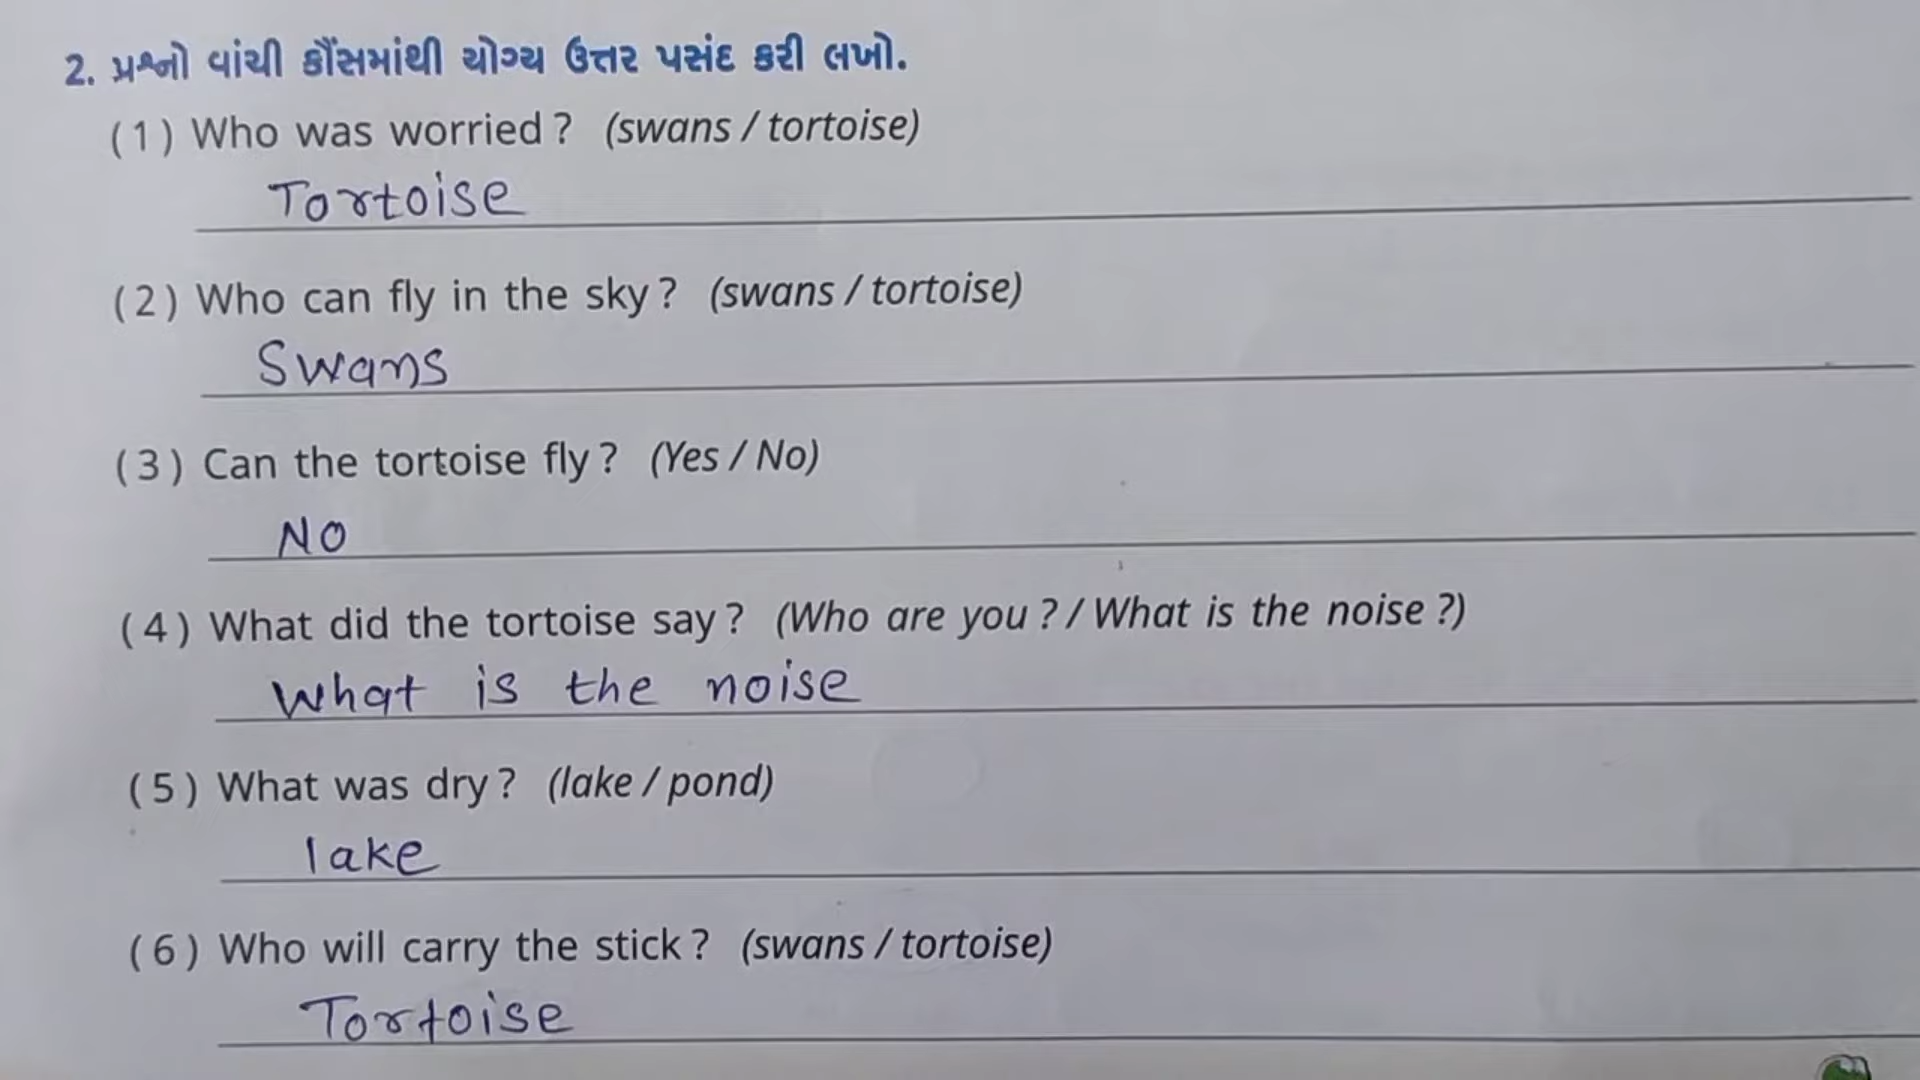 2. પ્રશ્નો વાંચી કૌંસમાંથી યોગ્ય ઉત્તર પસંદ કરી લખો.
(1) Who was worried ? (swans / tortoise)
Tortoise
(2) Who can fly in the sky ? (swans / tortoise)
Swans
(3) Can the tortoise fly ? (Yes / No)
No
(4) What did the tortoise say ? (Who are you ? / What is the noise ?)
What is the noise
(5) What was dry ? (lake / pond)
lake
(6) Who will carry the stick ? (swans / tortoise)
Tortoise